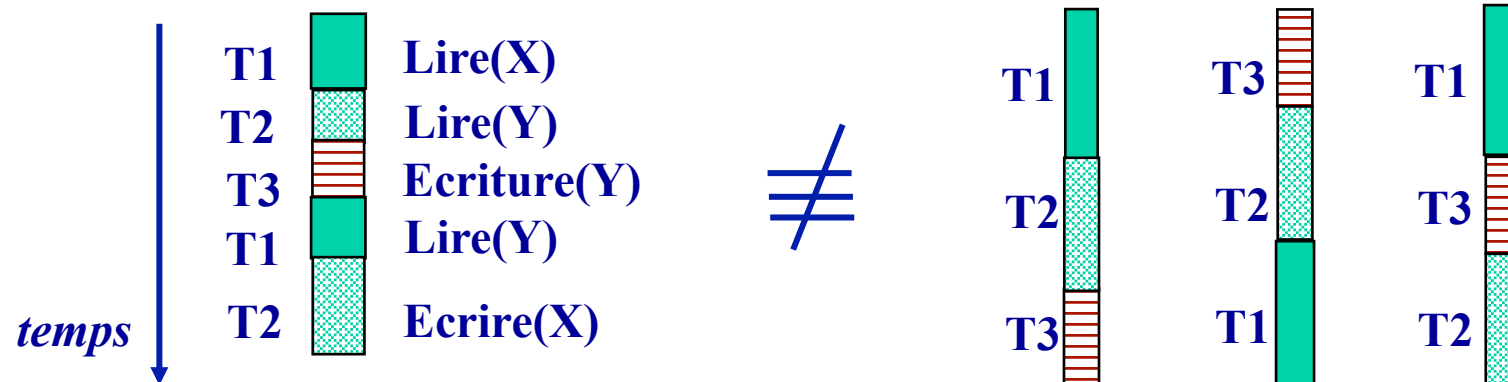 T1 Lire(X)
T2 Lire(Y)
T3 Ecriture(Y)
T1 Lire(Y)
T2 Ecrire(X)
temps
T1
T2
T3
T3
T2
T1
T1
T3
T2